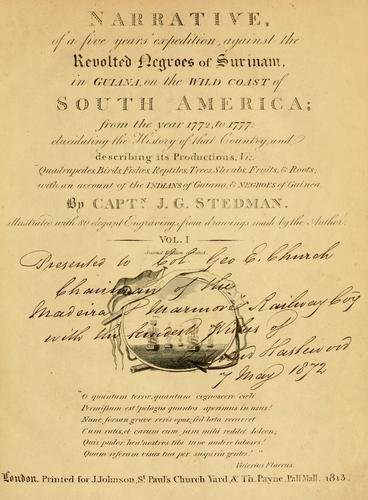 NARRATIVE,
of a five years' expedition, against the
Revolted Negroes of Surinam,
in GUIANA, on the WILD COAST of
SOUTH AMERICA;
from the year 1772, to 1777:
elucidating the History of that Country, and
describing its Productions, Viz.
Quadrupedes, Birds, Fishes, Reptiles, Trees, Shrubs, Fruits, & Roots;
with an account of the INDIANS of Guiana, & NEGROES of Guinea.
By CAPTN. J. G. STEDMAN.
illustrated with 80 elegant Engravings, from drawings made by the Author.
VOL. I
Presented to Col. Geo E. Church
Chairman of the
Madeira & Marmoré Railway Coy
with the kindest of
Haslewood
7 May 1872
"O quantum terræ, quantum cognoscere cœli
Permissum est! pelagus quantos aperimus in usus!
Nunc forsan grave reris opus: sed læta recurret
Cum ratis, et caram cum jam mihi reddet Iolcon;
Quis pudor heu! nostros tibi tunc audire labores!
Quam referam visas tua per suspiria gentes!"
Valerius Flaccus.
London. Printed for J. Johnson, St. Paul's Church Yard, & Th. Payne, Pall Mall. 1813.